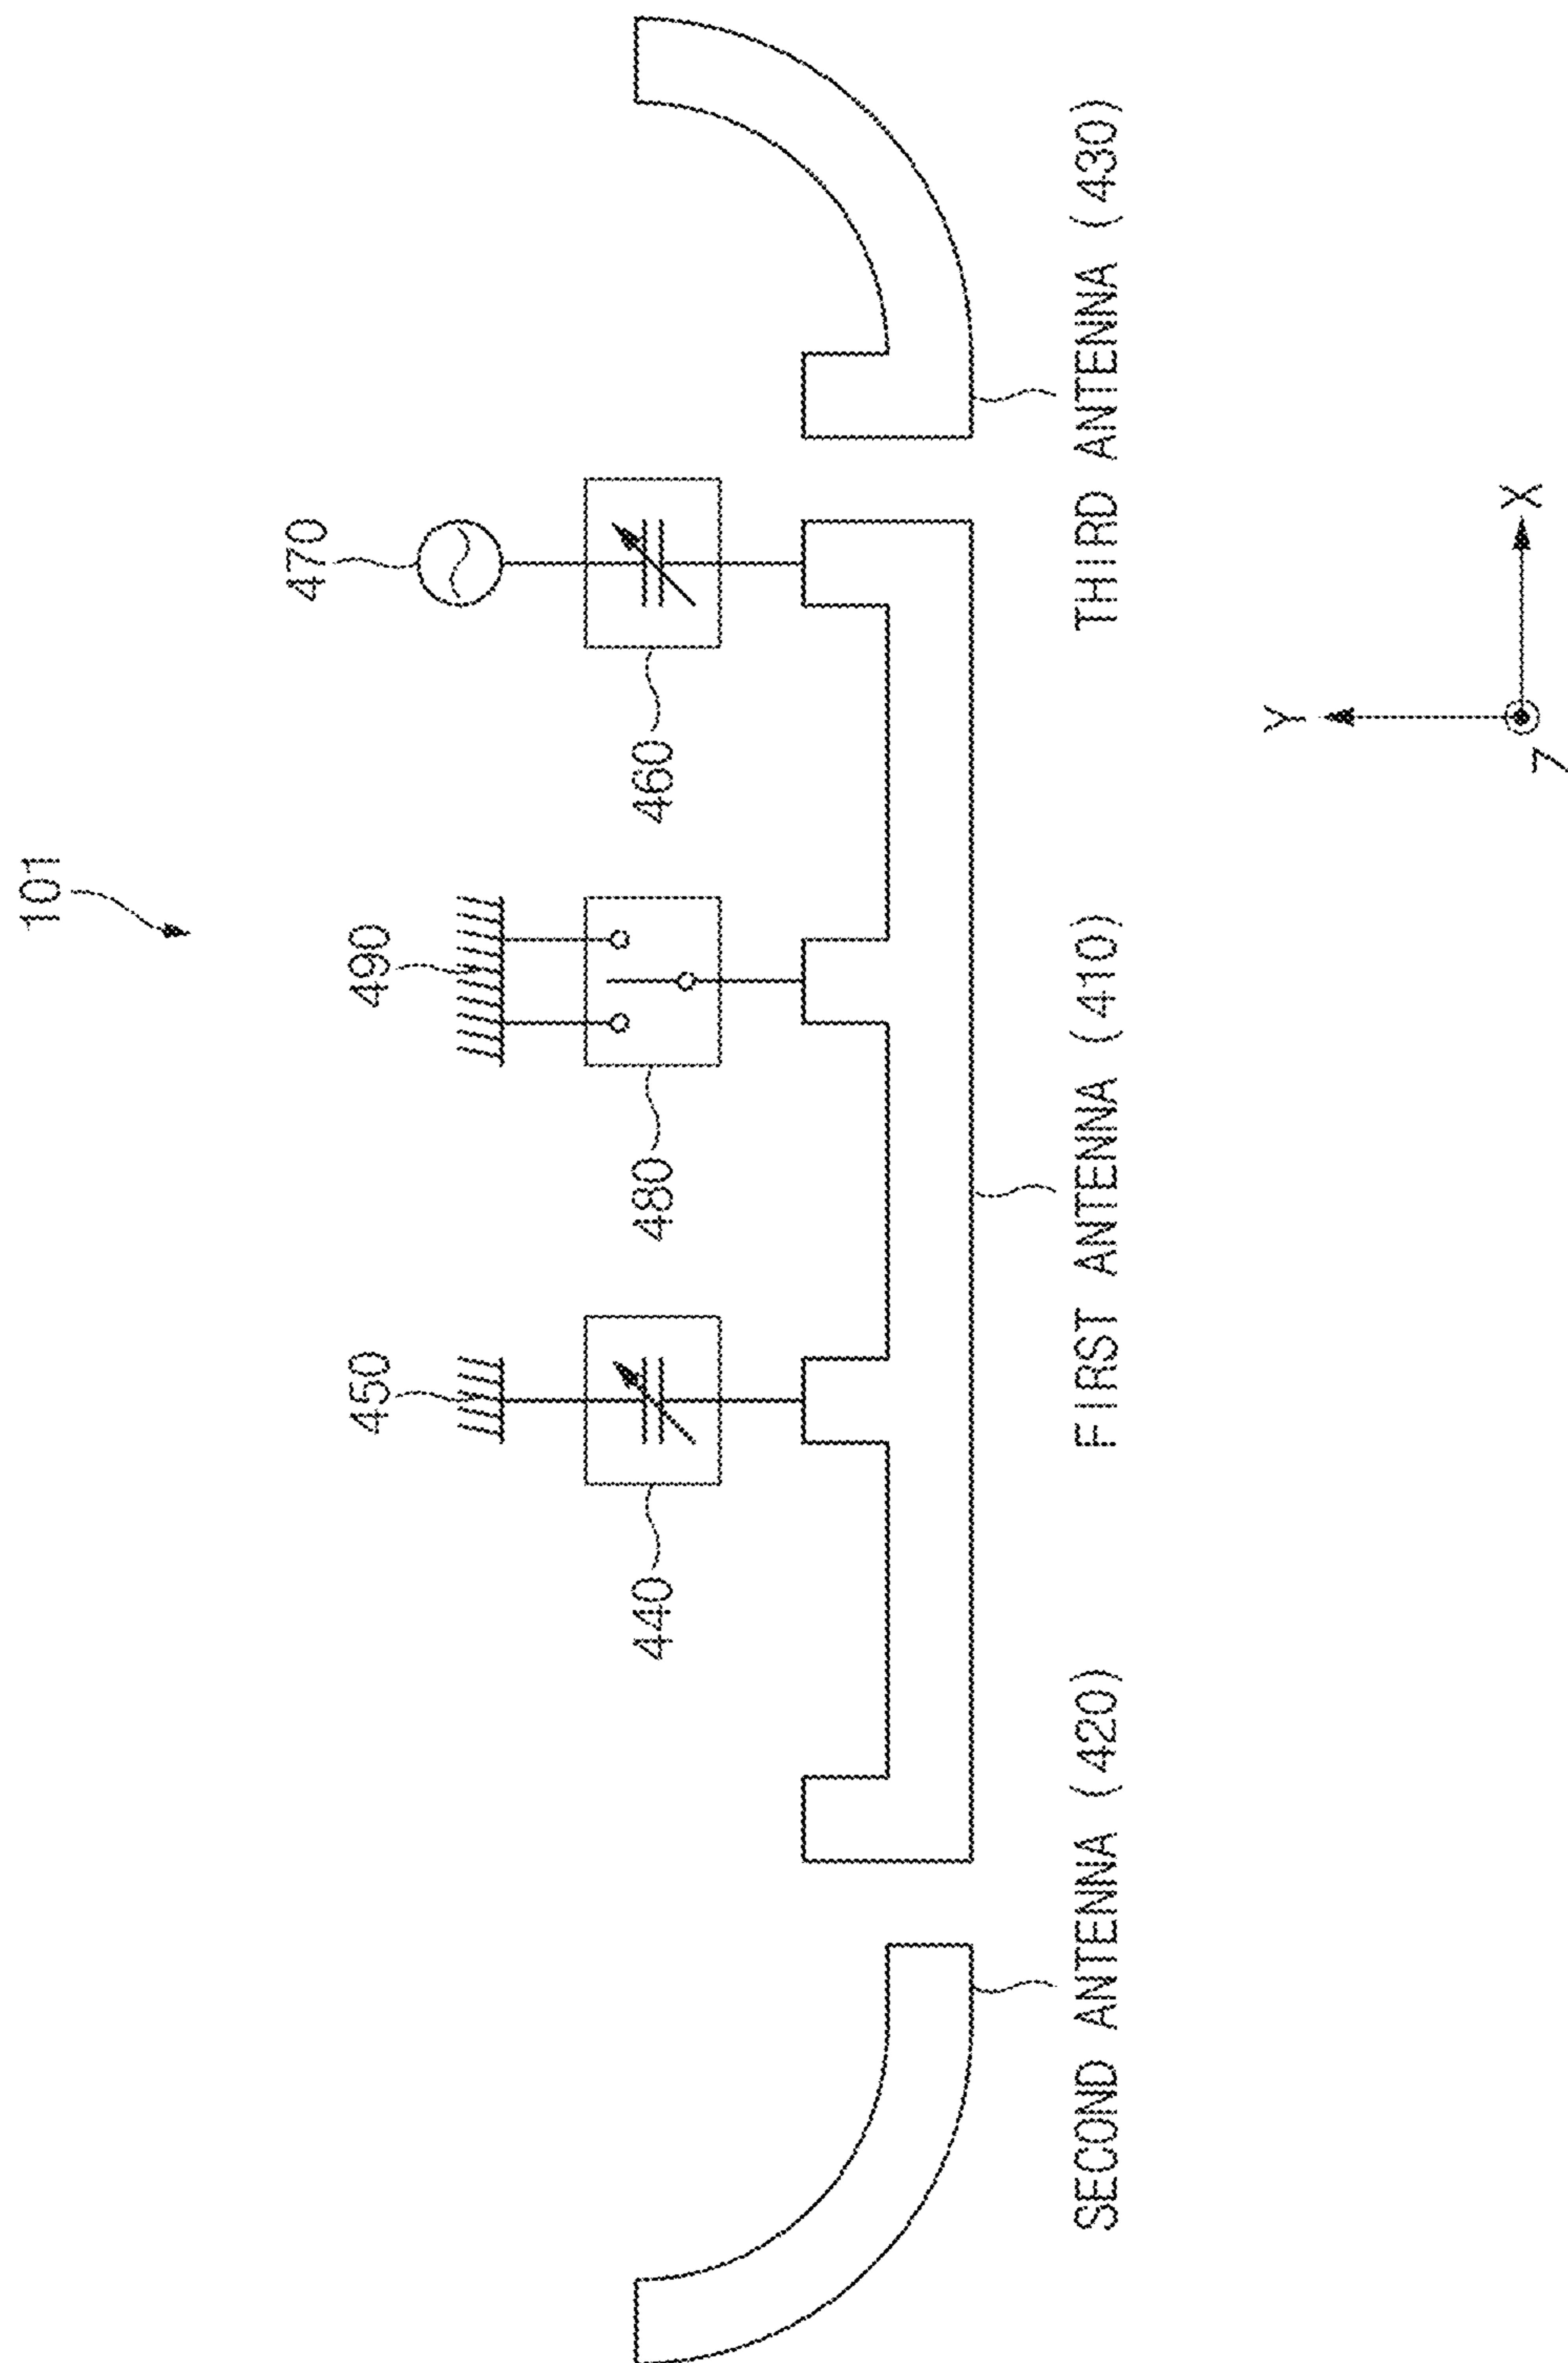 101
470
490
450
460
480
440
SECOND ANTENNA (420)
FIRST ANTENNA (410)
THIRD ANTENNA (430)
Y
X